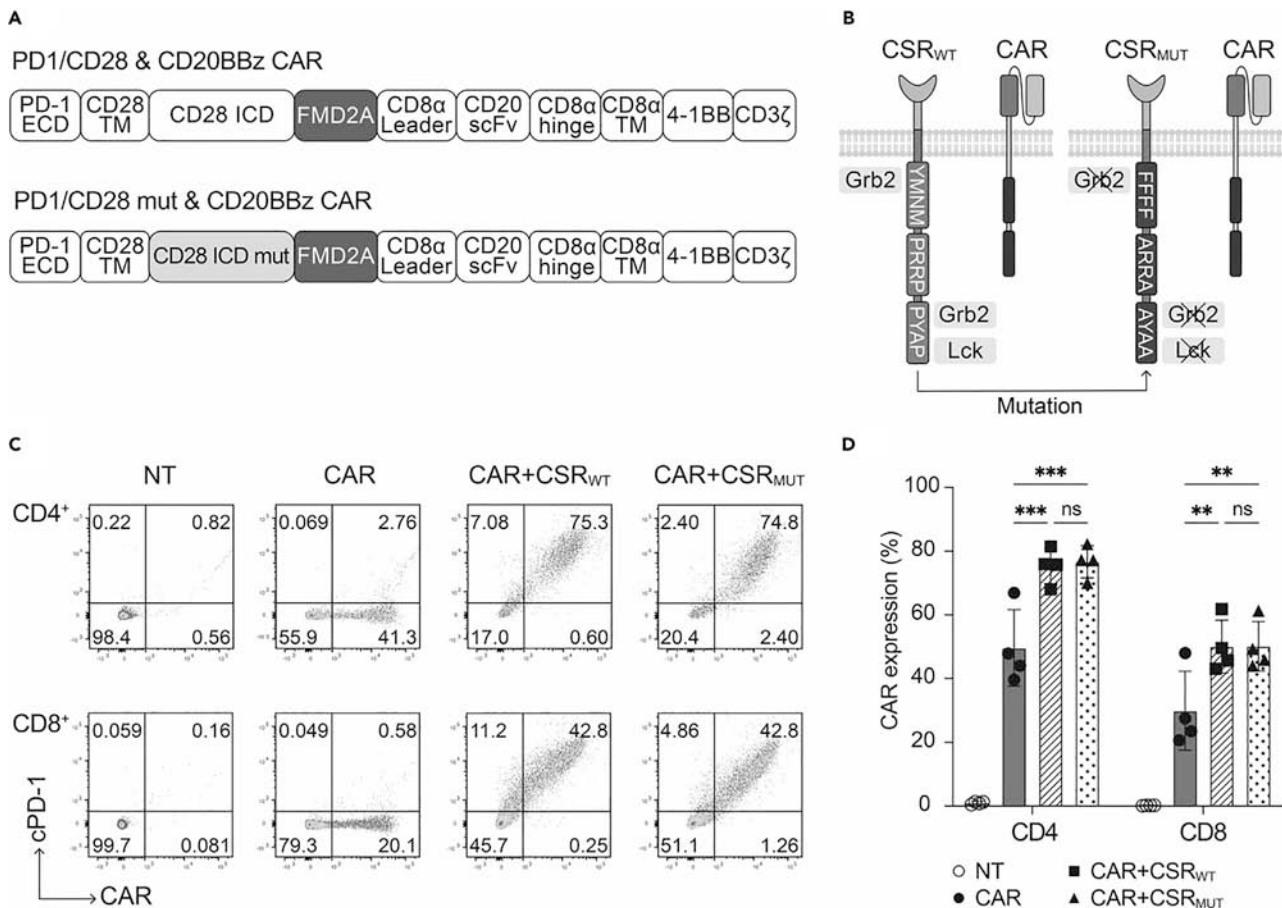 A
PD1/CD28 & CD20BBz CAR
PD-1 ECD
CD28 TM
CD28 ICD
FMD2A
CD8α Leader
CD20 scFv
CD8α hinge
CD8α TM
4-1BB
CD3ζ
PD1/CD28 mut & CD20BBz CAR
PD-1 ECD
CD28 TM
CD28 ICD mut
FMD2A
CD8α Leader
CD20 scFv
CD8α hinge
CD8α TM
4-1BB
CD3ζ
B
CSRWT
CAR
CSRMUT
CAR
Grb2
YMNM
PRRP
PYAP
Grb2
Lck
Grb2
FFFF
ARRA
AYAA
Grb2
Lck
Mutation
C
NT
CAR
CAR+CSRWT
CAR+CSRMUT
CD4+
0.22
0.82
98.4
0.56
0.069
2.76
55.9
41.3
7.08
75.3
17.0
0.60
2.40
74.8
20.4
2.40
CD8+
0.059
0.16
99.7
0.081
0.049
0.58
79.3
20.1
11.2
42.8
45.7
0.25
4.86
42.8
51.1
1.26
cPD-1
CAR
D
CAR expression (%)
100
80
60
40
20
0
***
***
ns
**
**
ns
CD4
CD8
NT
CAR
CAR+CSRWT
CAR+CSRMUT